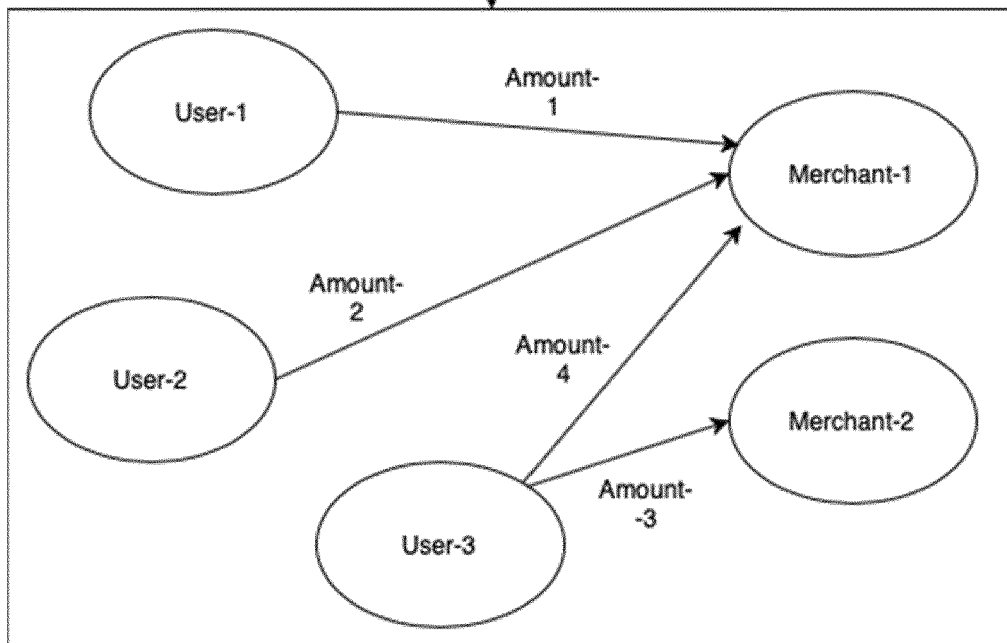 User-1
Amount-
1
Merchant-1
Amount-
2
User-2
Amount-
4
Merchant-2
Amount-
-3
User-3